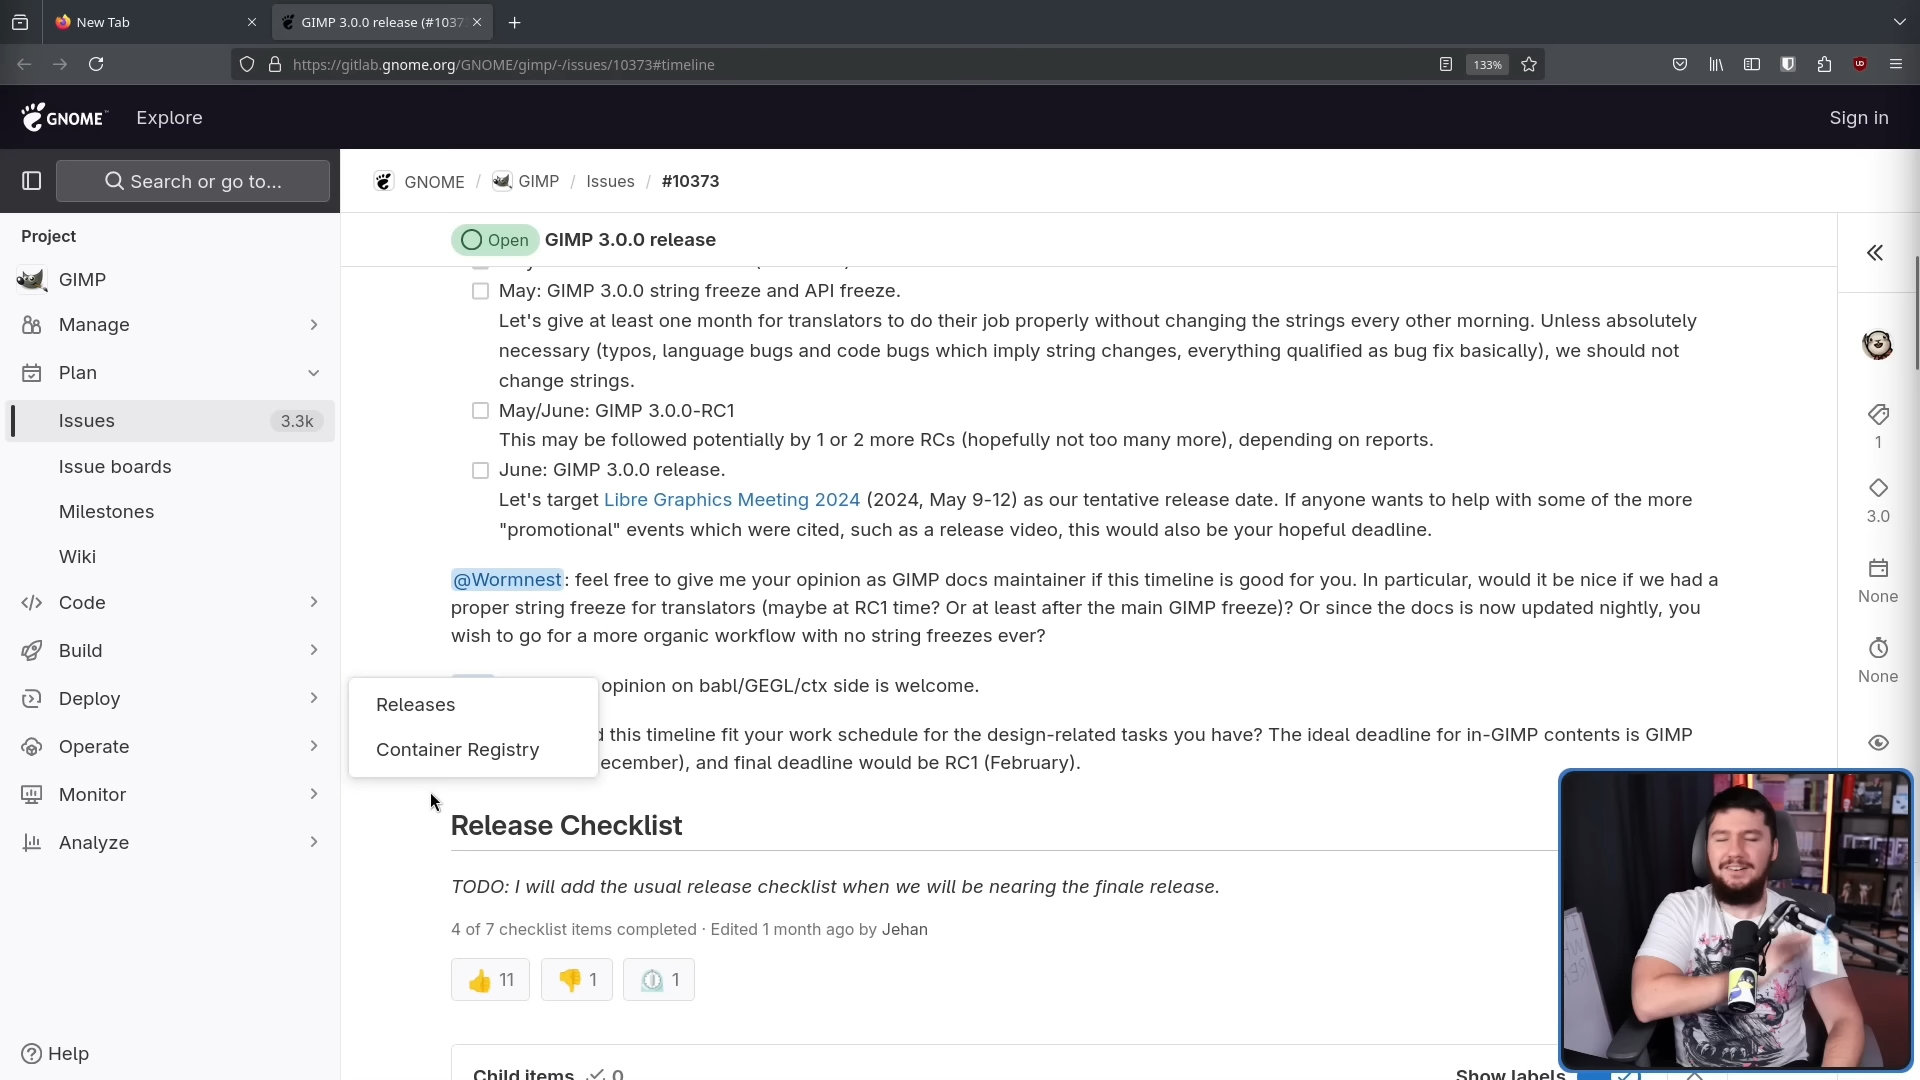 New Tab
GIMP 3.0.0 release (#1037
https://gitlab.gnome.org/GNOME/gimp/-/issues/10373#timeline
133%
GNOME
Explore
Sign in
Search or go to...
GNOME / GIMP / Issues / #10373
Project
GIMP
Manage
Plan
Issues 3.3k
Issue boards
Milestones
Wiki
Code
Build
Deploy
Operate
Monitor
Analyze
Help
Releases
Container Registry
Open GIMP 3.0.0 release
May: GIMP 3.0.0 string freeze and API freeze.
Let's give at least one month for translators to do their job properly without changing the strings every other morning. Unless absolutely
necessary (typos, language bugs and code bugs which imply string changes, everything qualified as bug fix basically), we should not
change strings.
May/June: GIMP 3.0.0-RC1
This may be followed potentially by 1 or 2 more RCs (hopefully not too many more), depending on reports.
June: GIMP 3.0.0 release.
Let's target Libre Graphics Meeting 2024 (2024, May 9-12) as our tentative release date. If anyone wants to help with some of the more
"promotional" events which were cited, such as a release video, this would also be your hopeful deadline.
@Wormnest: feel free to give me your opinion as GIMP docs maintainer if this timeline is good for you. In particular, would it be nice if we had a
proper string freeze for translators (maybe at RC1 time? Or at least after the main GIMP freeze)? Or since the docs is now updated nightly, you
wish to go for a more organic workflow with no string freezes ever?
opinion on babl/GEGL/ctx side is welcome.
d this timeline fit your work schedule for the design-related tasks you have? The ideal deadline for in-GIMP contents is GIMP
ecember), and final deadline would be RC1 (February).
Release Checklist
TODO: I will add the usual release checklist when we will be nearing the finale release.
4 of 7 checklist items completed · Edited 1 month ago by Jehan
11
1
1
Child items 0
Show labels
1
3.0
None
None